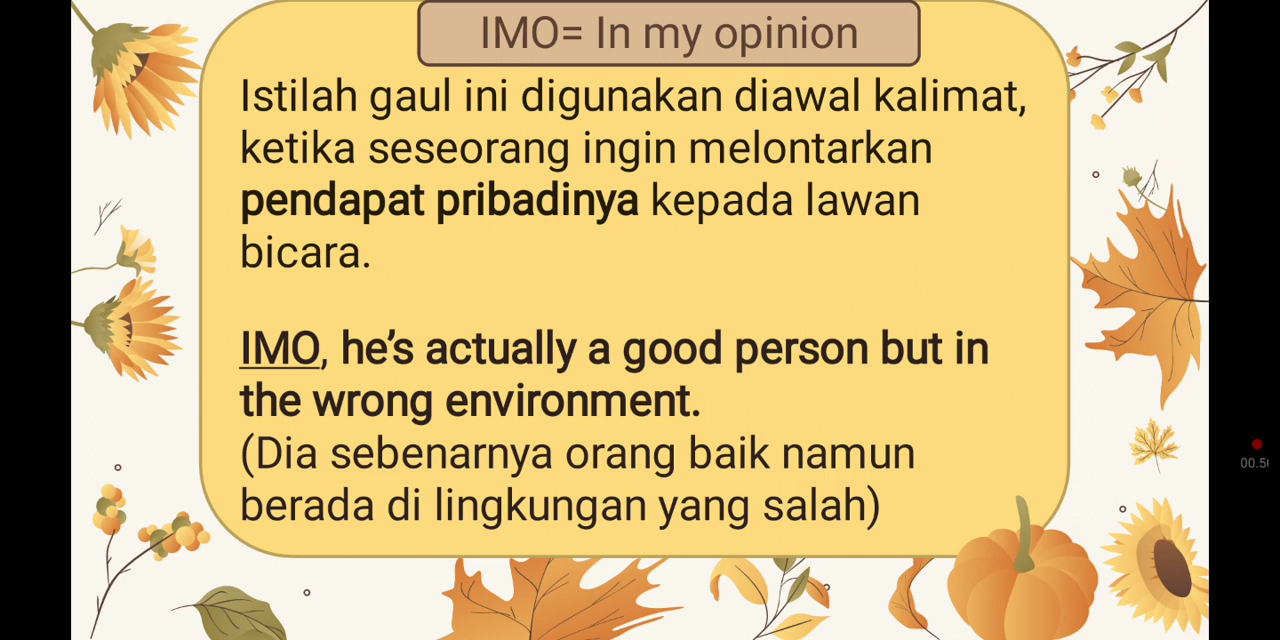 IMO= In my opinion
Istilah gaul ini digunakan diawal kalimat,
ketika seseorang ingin melontarkan
pendapat pribadinya kepada lawan
bicara.
IMO, he's actually a good person but in
the wrong environment.
(Dia sebenarnya orang baik namun
berada di lingkungan yang salah)